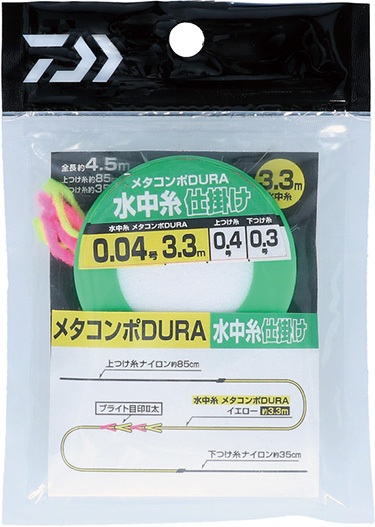 全長約4.5m
上つけ糸約85
下つけ糸約35
3.3m
水中糸
メタコンポDURA
水中糸仕掛け
水中糸 メタコンポDURA
0.04号 3.3m
上つけ糸
0.4号
下つけ糸
0.3号
メタコンポDURA 水中糸仕掛け
上つけ糸ナイロン約85cm
水中糸 メタコンポDURA
イエロー 約3.3m
ブライト目印II太
下つけ糸ナイロン約35cm